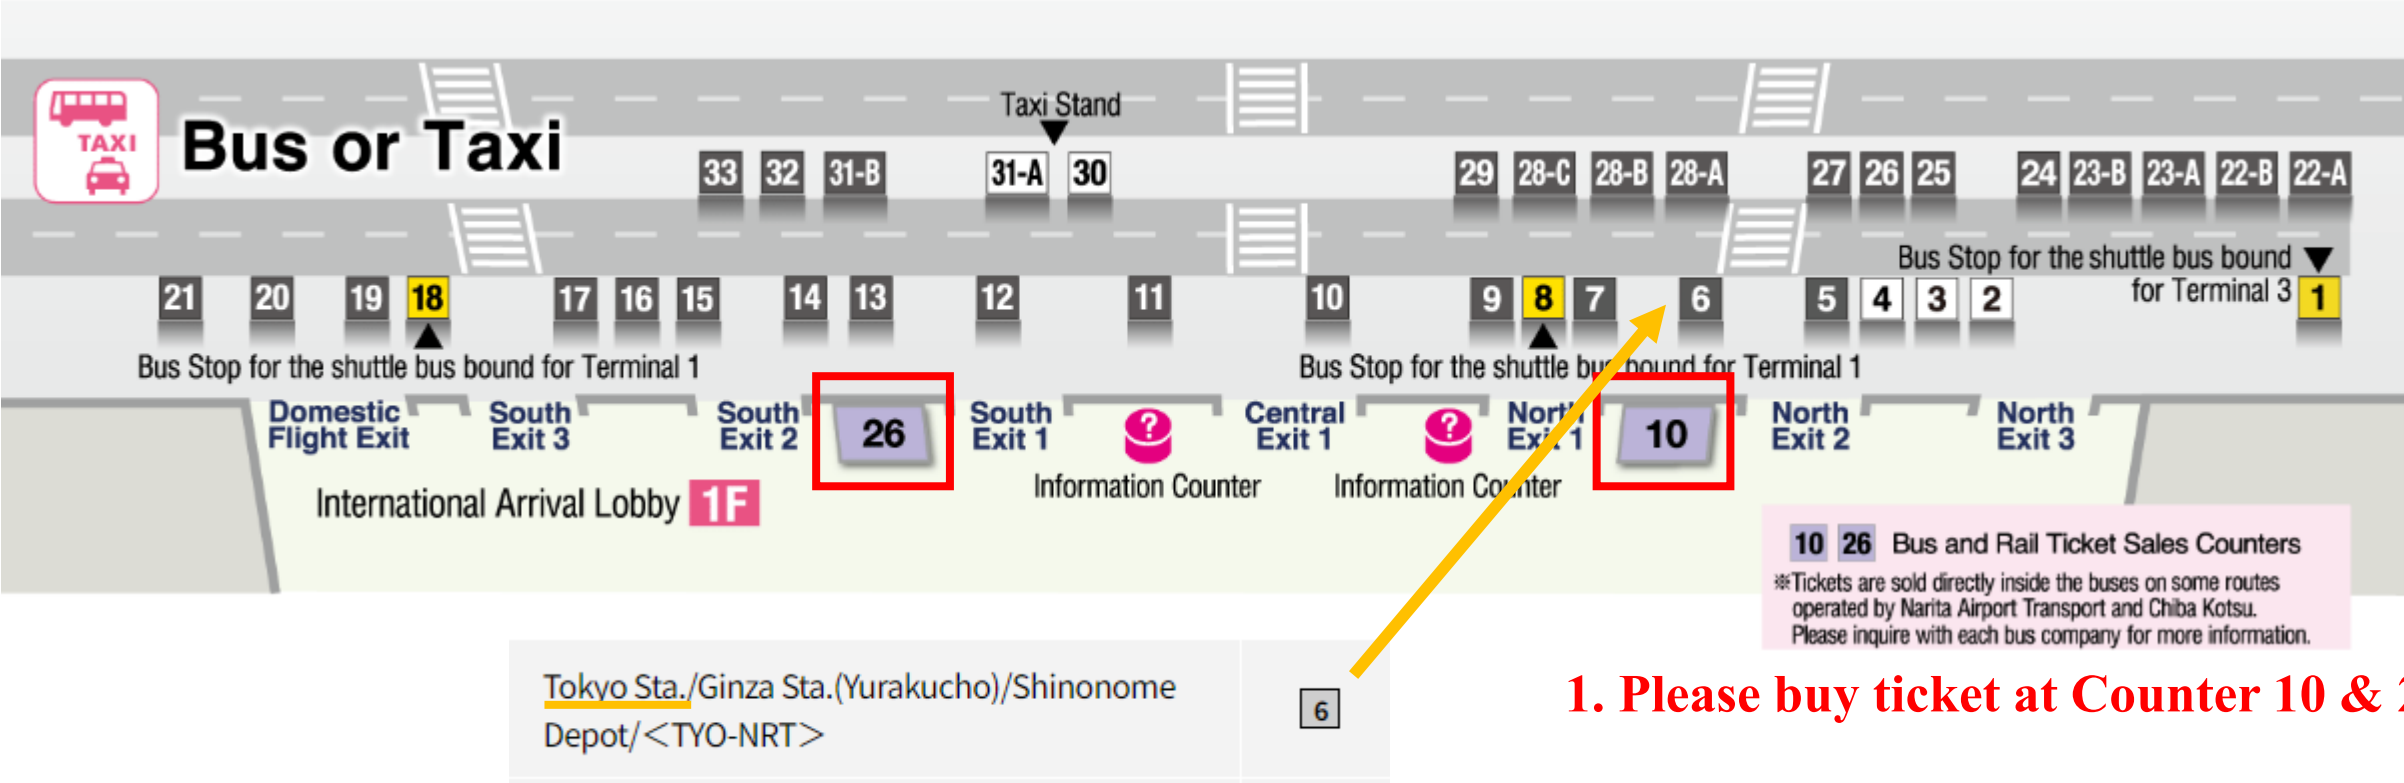 Taxi Stand
TAXI
Bus or Taxi
33 32 31-B 31-A 30 29 28-C 28-B 28-A 27 26 25 24 23-B 23-A 22-B 22-A
Bus Stop for the shuttle bus bound
for Terminal 3
21 20 19 18 17 16 15 14 13 12 11 10 9 8 7 6 5 4 3 2 1
Bus Stop for the shuttle bus bound for Terminal 1
Bus Stop for the shuttle bus bound for Terminal 1
Domestic
Flight Exit
South
Exit 3
South
Exit 2
26
South
Exit 1
?
Central
Exit 1
?
North
Exit 1
10
North
Exit 2
North
Exit 3
Information Counter
Information Counter
International Arrival Lobby 1F
10 26 Bus and Rail Ticket Sales Counters
※Tickets are sold directly inside the buses on some routes
operated by Narita Airport Transport and Chiba Kotsu.
Please inquire with each bus company for more information.
Tokyo Sta./Ginza Sta.(Yurakucho)/Shinonome
Depot/<TYO-NRT>
6
1. Please buy ticket at Counter 10 &